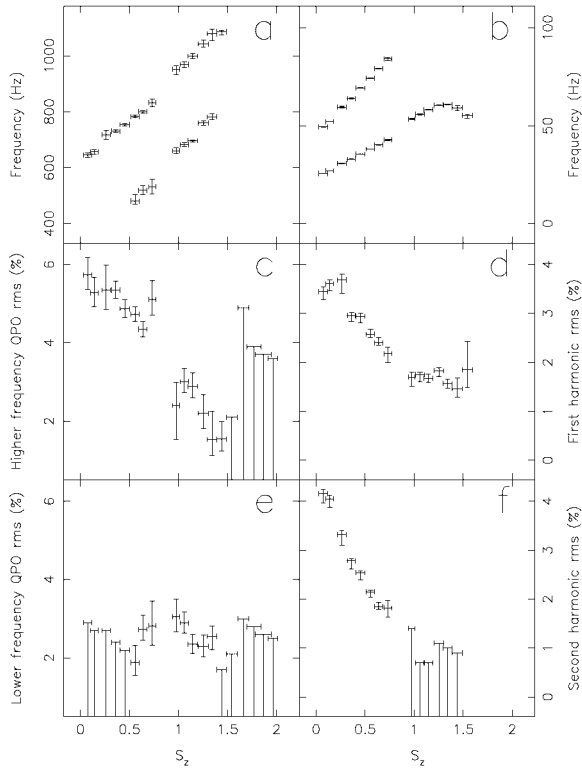 a
b
Frequency (Hz)
400 600 800 1000
Frequency (Hz)
0 50 100
c
d
Higher frequency QPO rms (%)
2 4 6
First harmonic rms (%)
0 1 2 3 4
e
f
Lower frequency QPO rms (%)
2 4 6
Second harmonic rms (%)
0 1 2 3 4
0 0.5 1 1.5 2
0 0.5 1 1.5 2
S_z
S_z